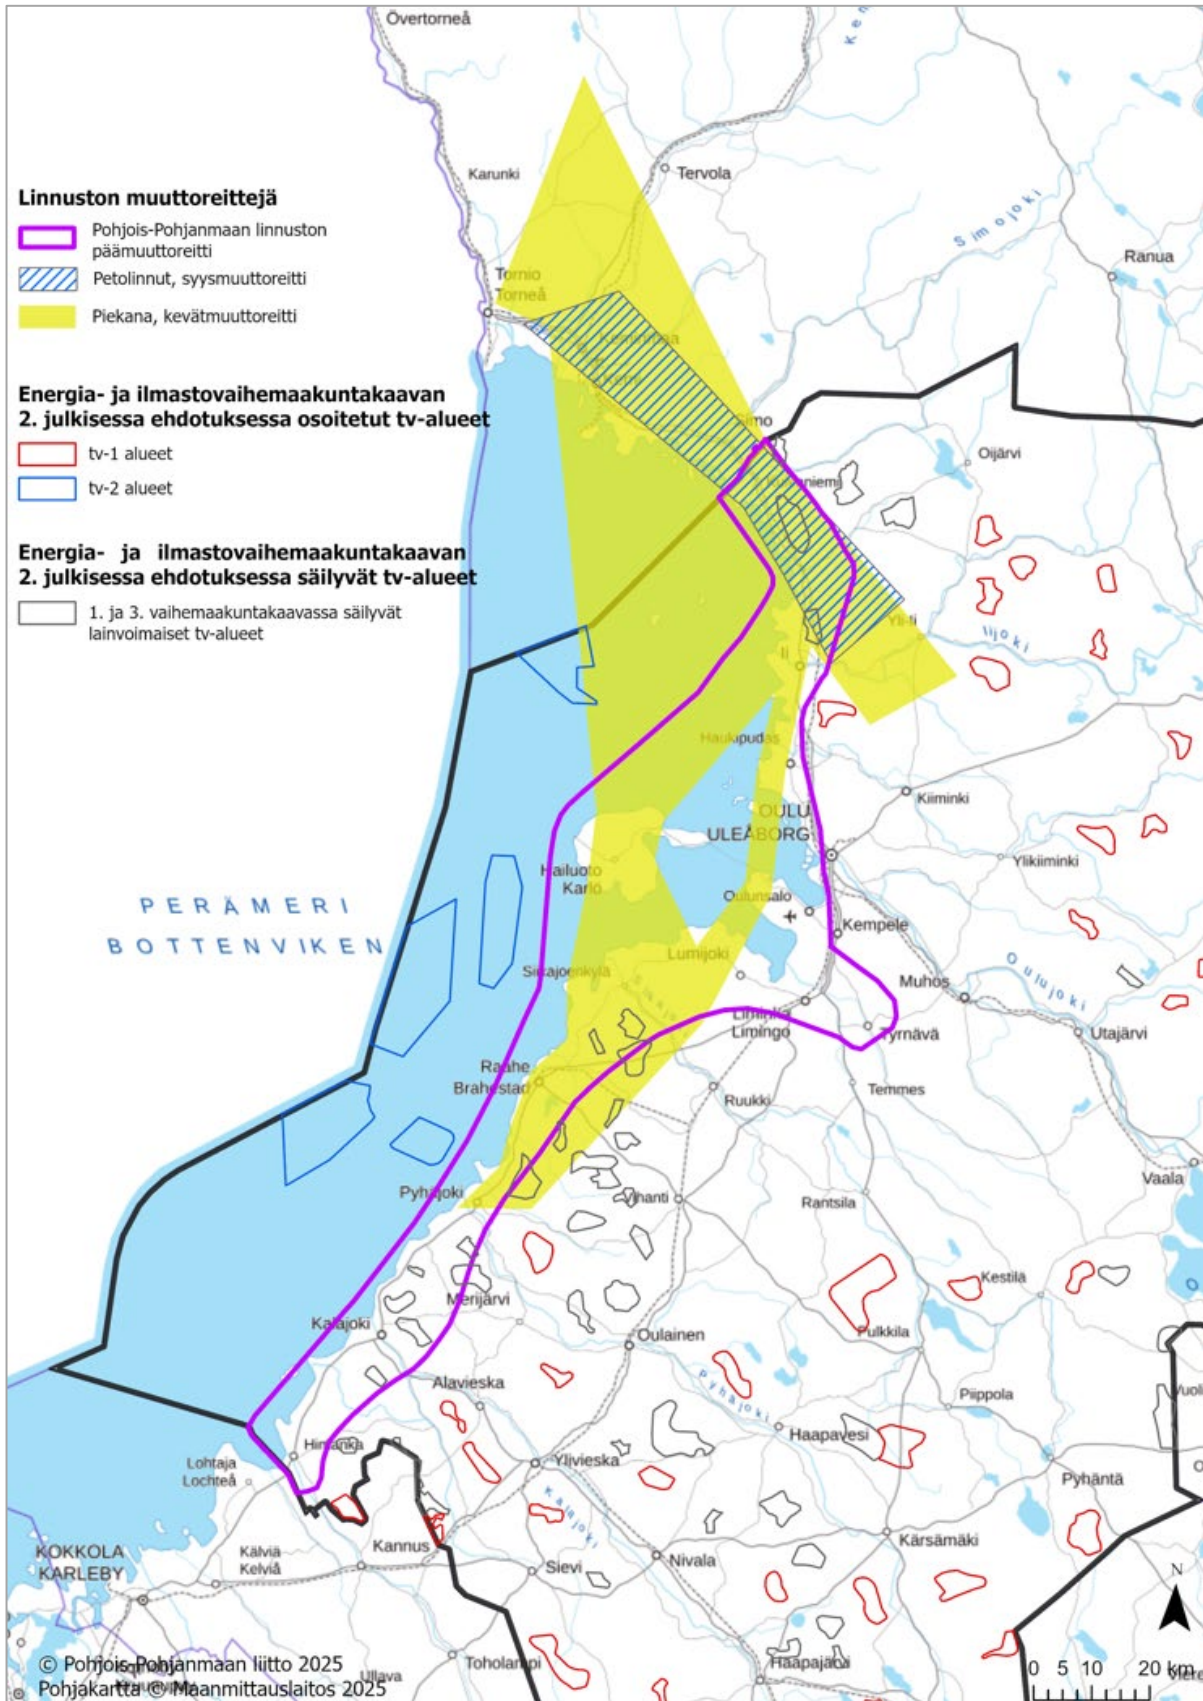 Övertorneå
Karunki
Tervola
Simojoki
Ranua
Linnuston muuttoreittejä
Pohjois-Pohjanmaan linnuston
päämuuttoreitti
Petolinnut, syysmuuttoreitti
Piekana, kevätmuuttoreitti
Tornio
Torneå
Energia- ja ilmastovaihemaakuntakaavan
2. julkisessa ehdotuksessa osoitetut tv-alueet
tv-1 alueet
tv-2 alueet
Energia- ja ilmastovaihemaakuntakaavan
2. julkisessa ehdotuksessa säilyvät tv-alueet
1. ja 3. vaihemaakuntakaavassa säilyvät
lainvoimaiset tv-alueet
Simo
Oijärvi
Yli-Ii
Iijoki
Ii
Haukipudas
Kiiminki
OULU
ULEÅBORG
Ylikiiminki
Hailuoto
Karlo
Oulunsalo
Kempele
PERÄMERI
BOTTENVIKEN
Lumijoki
Siikajoenkylä
Muhos
Oulujoki
Liminka
Limingo
Tyrnävä
Utajärvi
Raahe
Brahestad
Ruukki
Temmes
Vaala
Pyhäjoki
Vihanti
Rantsila
Kestilä
Merijärvi
Kalajoki
Oulainen
Pulkkila
Alavieska
Pyhäjoki
Piippola
Haapavesi
Himanka
Lohtaja
Lochteå
Ylivieska
Pyhäntä
Kalajoki
KOKKOLA
KARLEBY
Kälviä
Kelviå
Kannus
Sievi
Nivala
Kärsämäki
N
© Pohjois-Pohjanmaan liitto 2025
Pohjakartta © Maanmittauslaitos 2025
Ullava
Toholampi
Haapajärvi
0 5 10 20 km